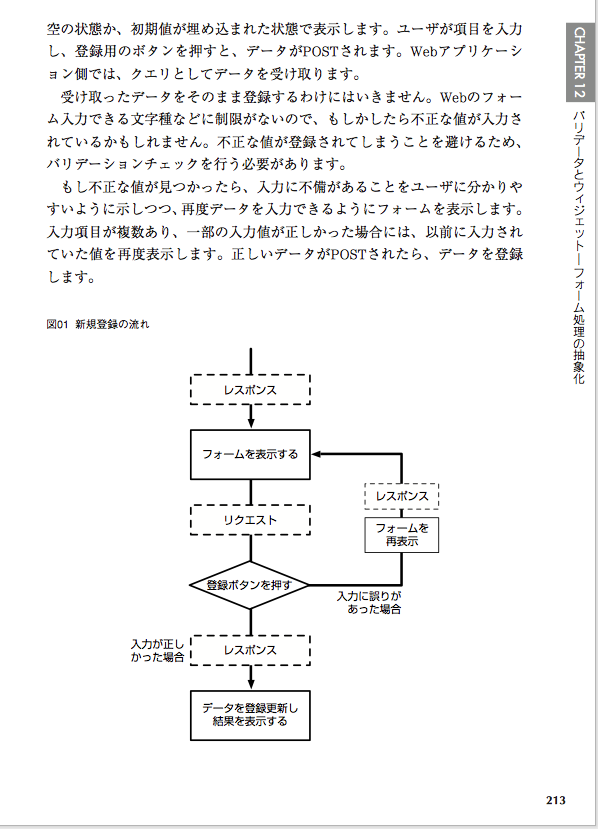 空の状態か、初期値が埋め込まれた状態で表示します。ユーザが項目を入力
し、登録用のボタンを押すと、データがPOSTされます。Webアプリケーショ
ン側では、クエリとしてデータを受け取ります。
受け取ったデータをそのまま登録するわけにはいきません。Webのフォー
ム入力できる文字種などに制限がないので、もしかしたら不正な値が入力さ
れているかもしれません。不正な値が登録されてしまうことを避けるため、
バリデーションチェックを行う必要があります。
もし不正な値が見つかったら、入力に不備があることをユーザに分かりや
すいように示しつつ、再度データを入力できるようにフォームを表示します。
入力項目が複数あり、一部の入力値が正しかった場合には、以前に入力され
ていた値を再度表示します。正しいデータがPOSTされたら、データを登録
します。
CHAPTER 12
バリデータとウィジェット―フォーム処理の抽象化
図01 新規登録の流れ
レスポンス
フォームを表示する
レスポンス
リクエスト
フォームを
再表示
登録ボタンを押す
入力に誤りが
あった場合
入力が正し
かった場合
レスポンス
データを登録更新し
結果を表示する
213